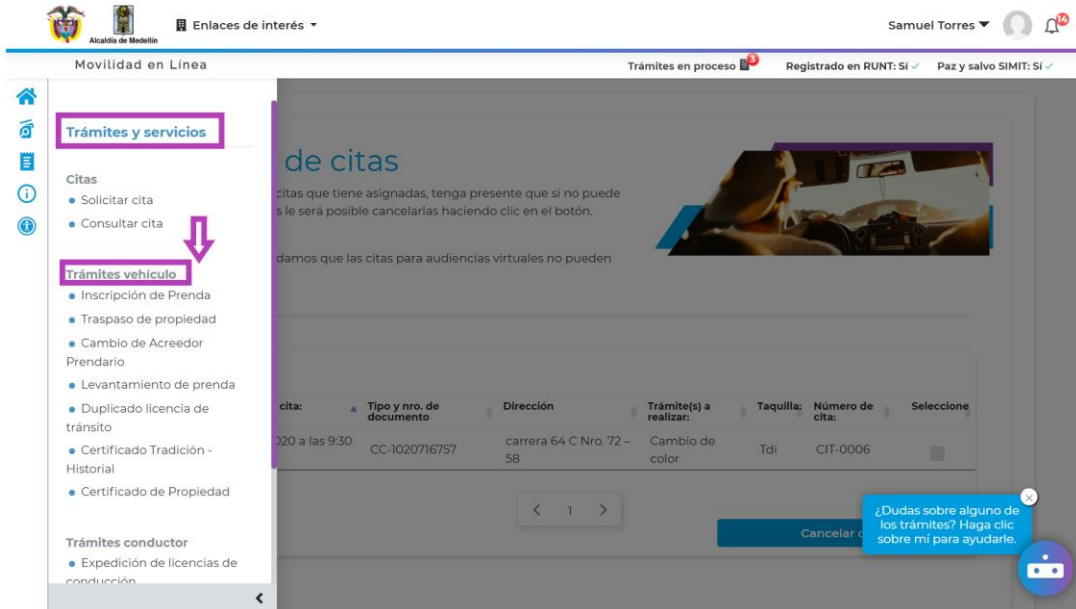 Alcaldía de Medellín
Enlaces de interés
Samuel Torres
14
Movilidad en Línea
Trámites en proceso 3
Registrado en RUNT: Sí
Paz y salvo SIMIT: Sí
Trámites y servicios
Citas
Solicitar cita
Consultar cita
Trámites vehículo
Inscripción de Prenda
Traspaso de propiedad
Cambio de Acreedor
Prendario
Levantamiento de prenda
Duplicado licencia de
tránsito
Certificado Tradición -
Historial
Certificado de Propiedad
Trámites conductor
Expedición de licencias de
conducción
de citas
citas que tiene asignadas, tenga presente que si no puede
s le será posible cancelarlas haciendo clic en el botón.
damos que las citas para audiencias virtuales no pueden
cita:
Tipo y nro. de
documento
Dirección
Trámite(s) a
realizar:
Taquilla:
Número de
cita:
Seleccione
020 a las 9:30
CC-1020716757
carrera 64 C Nro. 72 –
58
Cambio de
color
Tdi
CIT-0006
1
Cancelar
¿Dudas sobre alguno de
los trámites? Haga clic
sobre mí para ayudarle.